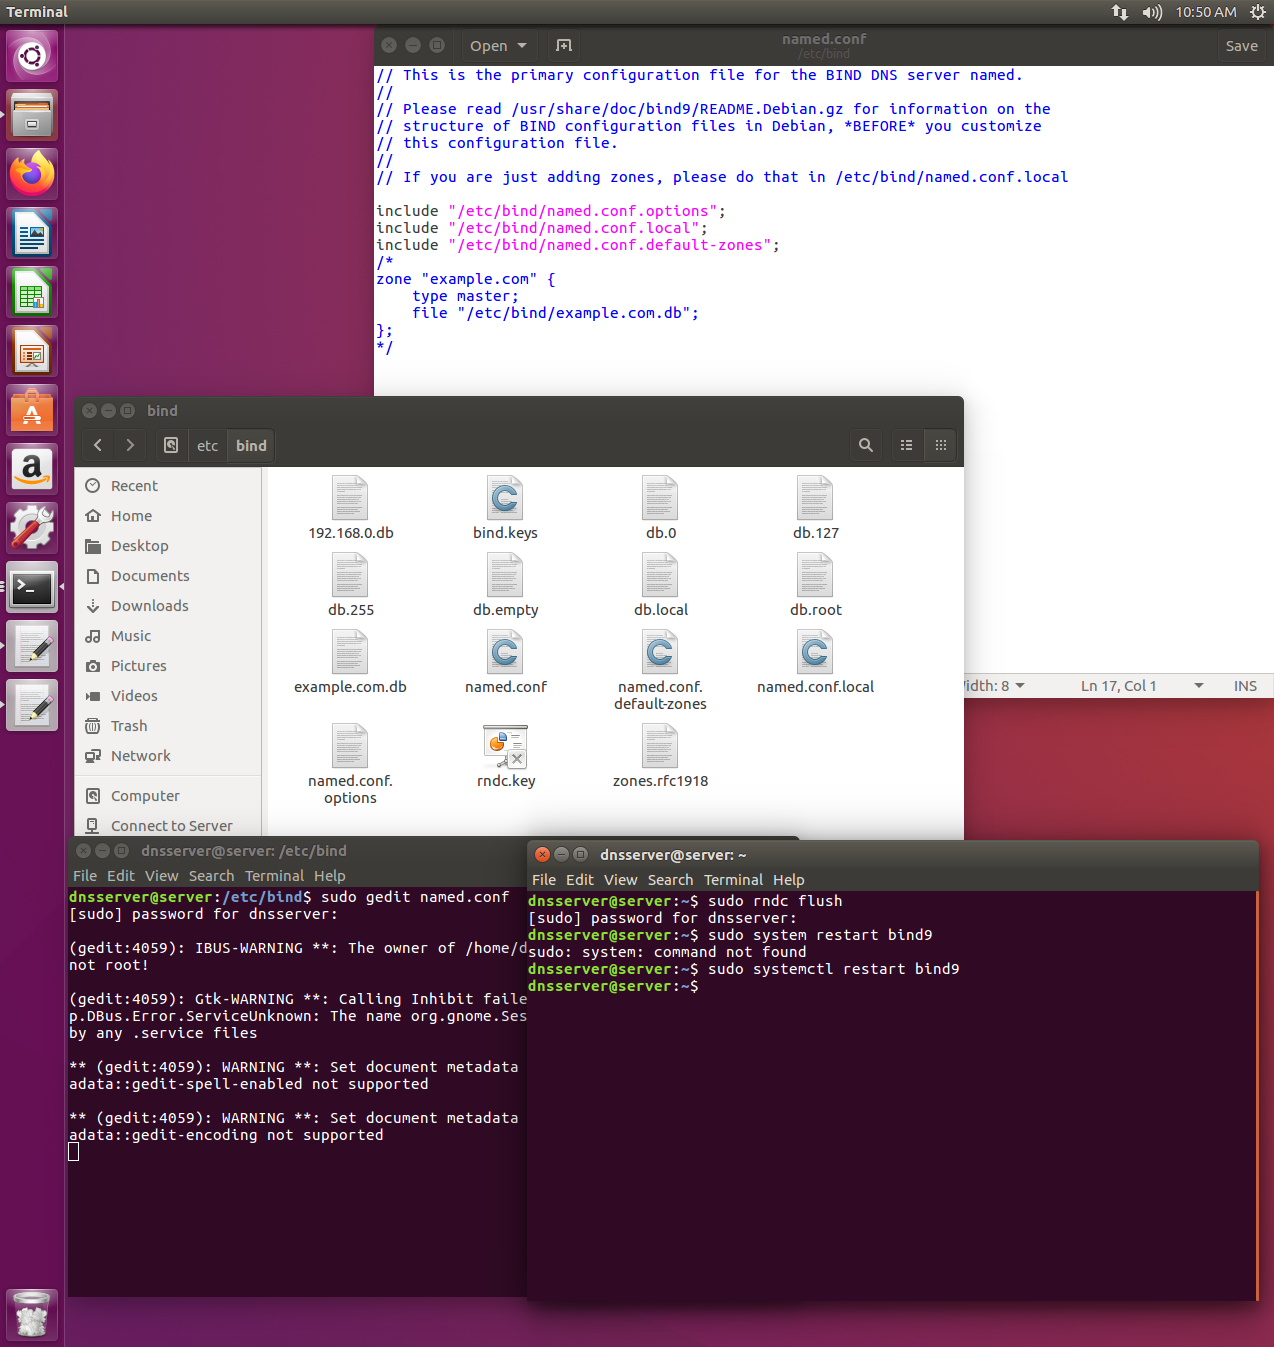 Terminal
10:50 AM
Open
named.conf
/etc/bind
Save
// This is the primary configuration file for the BIND DNS server named.
//
// Please read /usr/share/doc/bind9/README.Debian.gz for information on the
// structure of BIND configuration files in Debian, *BEFORE* you customize
// this configuration file.
//
// If you are just adding zones, please do that in /etc/bind/named.conf.local
include "/etc/bind/named.conf.options";
include "/etc/bind/named.conf.local";
include "/etc/bind/named.conf.default-zones";
/*
zone "example.com" {
type master;
file "/etc/bind/example.com.db";
};
*/
idth: 8
Ln 17, Col 1
INS
bind
etc
bind
Recent
Home
Desktop
Documents
Downloads
Music
Pictures
Videos
Trash
Network
Computer
Connect to Server
192.168.0.db
bind.keys
db.0
db.127
db.255
db.empty
db.local
db.root
example.com.db
named.conf
named.conf.
default-zones
named.conf.local
named.conf.
options
rndc.key
zones.rfc1918
dnsserver@server: /etc/bind
File Edit View Search Terminal Help
dnsserver@server:/etc/bind$ sudo gedit named.conf
[sudo] password for dnsserver:
(gedit:4059): IBUS-WARNING **: The owner of /home/d
not root!
(gedit:4059): Gtk-WARNING **: Calling Inhibit faile
p.DBus.Error.ServiceUnknown: The name org.gnome.Ses
by any .service files
** (gedit:4059): WARNING **: Set document metadata
adata::gedit-spell-enabled not supported
** (gedit:4059): WARNING **: Set document metadata
adata::gedit-encoding not supported
dnsserver@server: ~
File Edit View Search Terminal Help
dnsserver@server:~$ sudo rndc flush
[sudo] password for dnsserver:
dnsserver@server:~$ sudo system restart bind9
sudo: system: command not found
dnsserver@server:~$ sudo systemctl restart bind9
dnsserver@server:~$